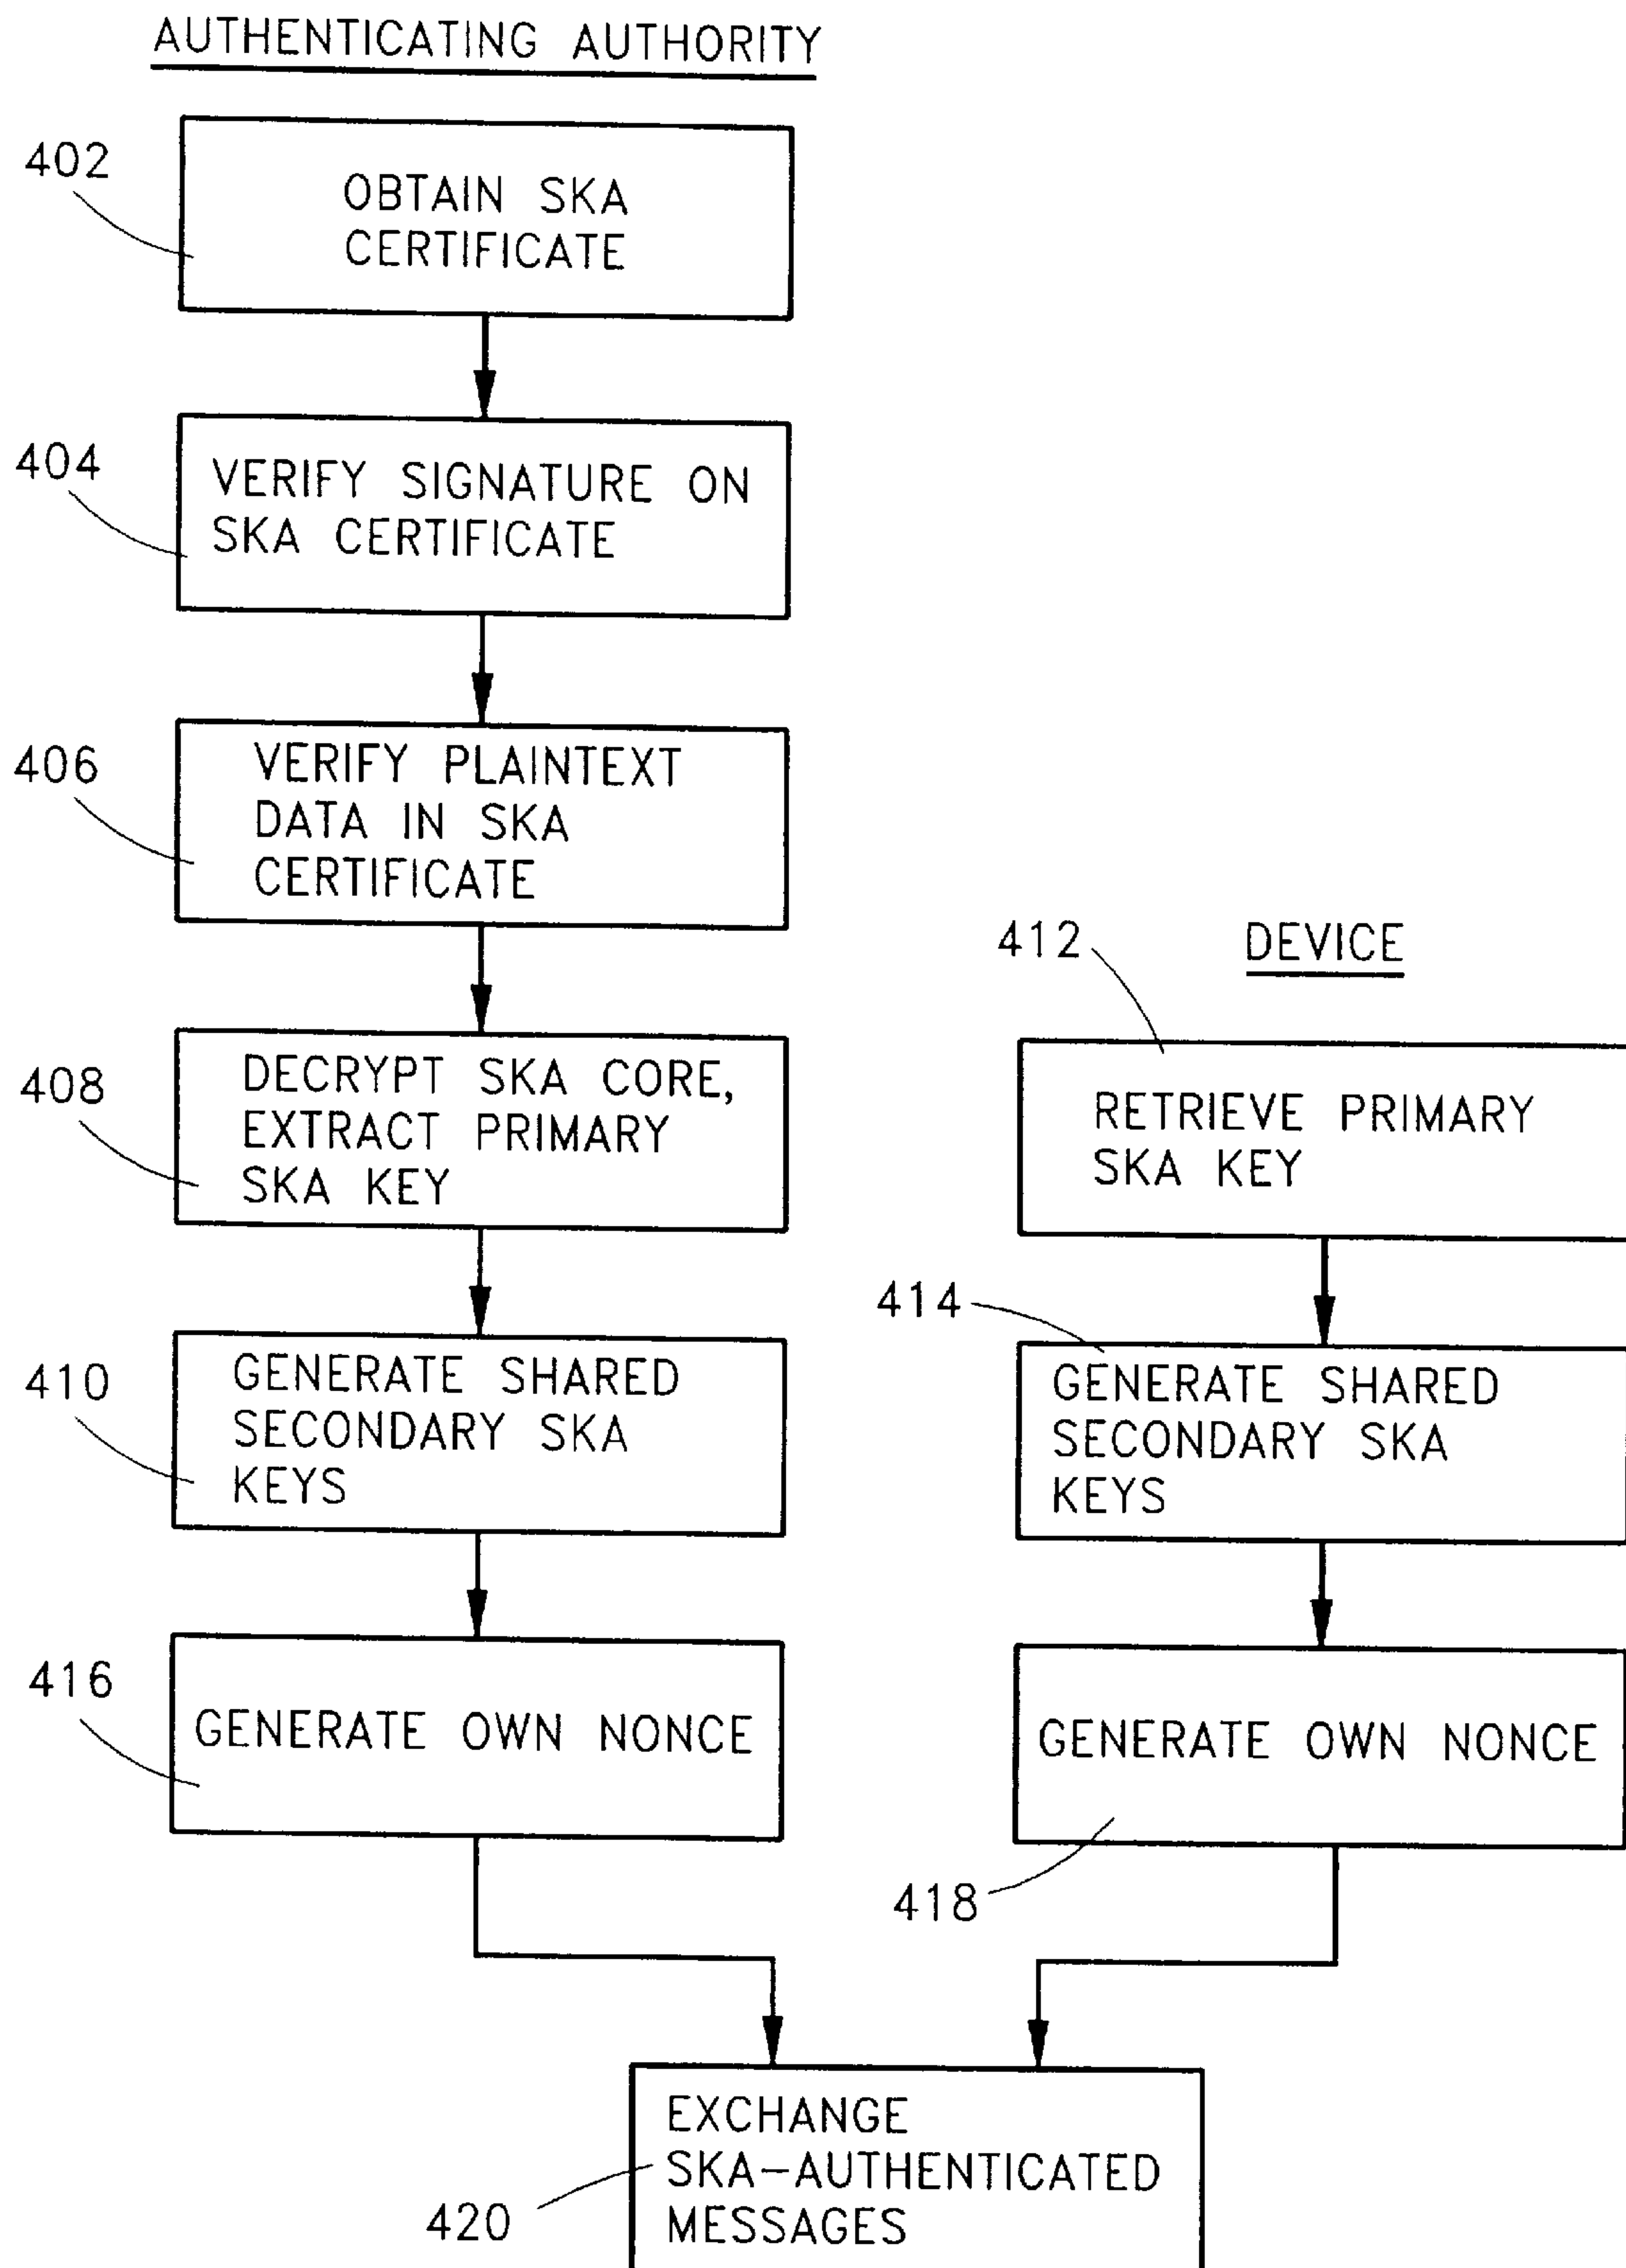 AUTHENTICATING AUTHORITY
402
OBTAIN SKA
CERTIFICATE
404
VERIFY SIGNATURE ON
SKA CERTIFICATE
406
VERIFY PLAINTEXT
DATA IN SKA
CERTIFICATE
408
DECRYPT SKA CORE,
EXTRACT PRIMARY
SKA KEY
410
GENERATE SHARED
SECONDARY SKA
KEYS
416
GENERATE OWN NONCE
412
DEVICE
RETRIEVE PRIMARY
SKA KEY
414
GENERATE SHARED
SECONDARY SKA
KEYS
GENERATE OWN NONCE
418
EXCHANGE
SKA-AUTHENTICATED
MESSAGES
420